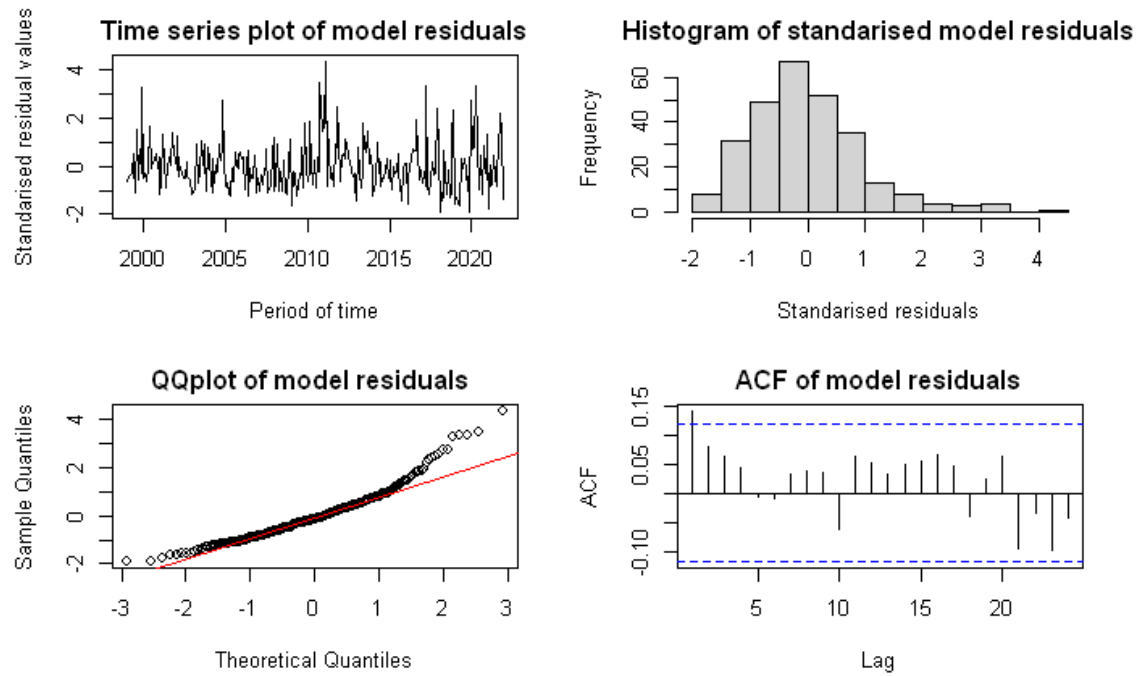 Time series plot of model residuals
Standarised residual values
4
2
0
-2
2000 2005 2010 2015 2020
Period of time
Histogram of standarised model residuals
Frequency
60
40
20
0
-2 -1 0 1 2 3 4
Standarised residuals
QQplot of model residuals
Sample Quantiles
4
2
0
-2
-3 -2 -1 0 1 2 3
Theoretical Quantiles
ACF of model residuals
ACF
0.15
0.05
-0.10
5 10 15 20
Lag